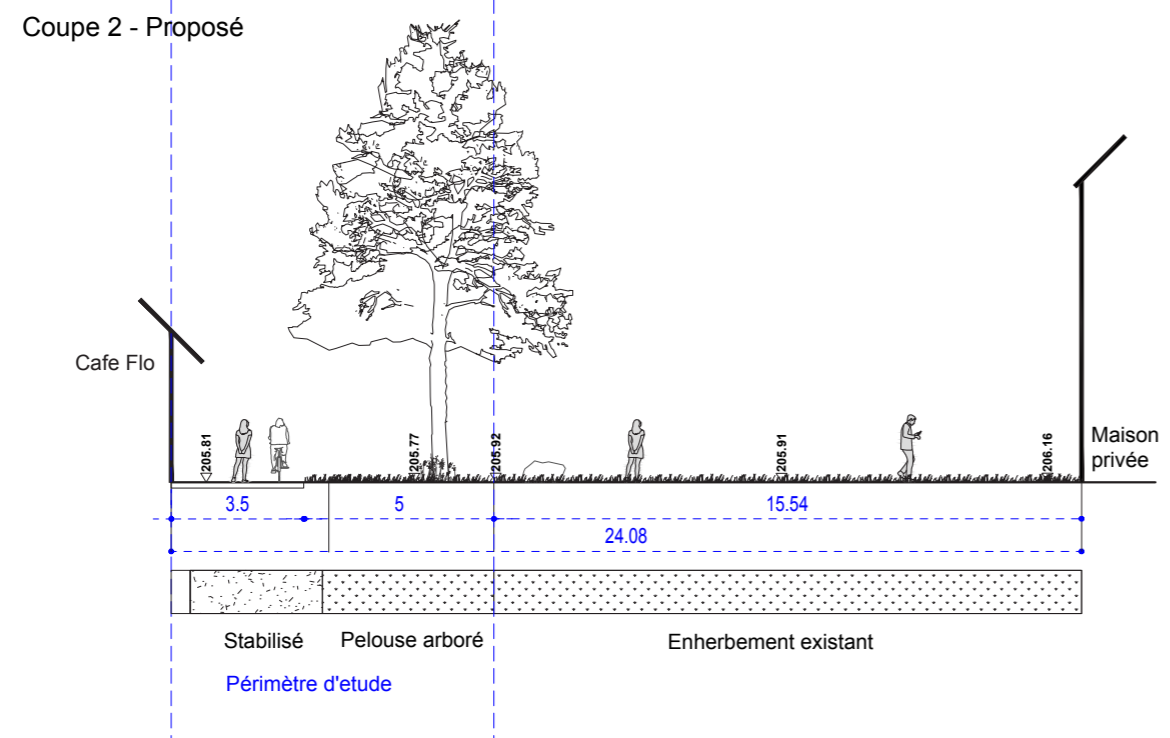 Coupe 2 - Proposé
Cafe Flo
205.81
205.77
205.92
205.91
206.16
Maison
privée
3.5
5
15.54
24.08
Stabilisé
Pelouse arboré
Enherbement existant
Périmètre d'etude